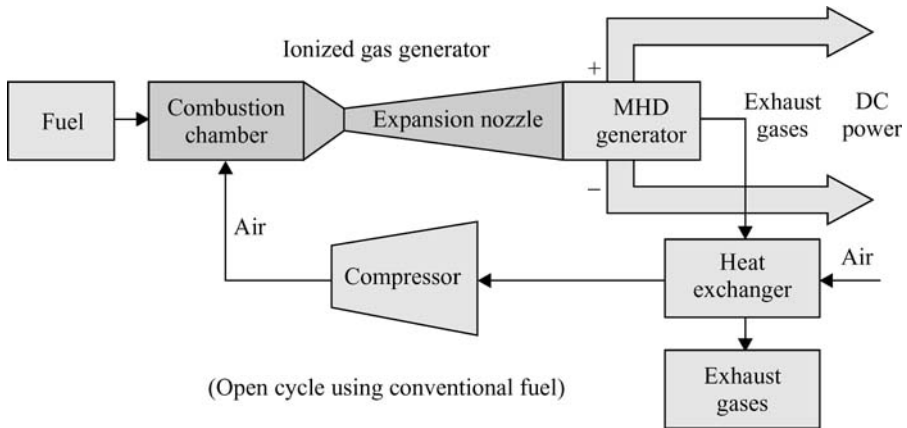 Ionized gas generator
Fuel
Combustion
chamber
Expansion nozzle
+
MHD
generator
−
Exhaust
gases
DC
power
Air
Compressor
Heat
exchanger
Air
(Open cycle using conventional fuel)
Exhaust
gases